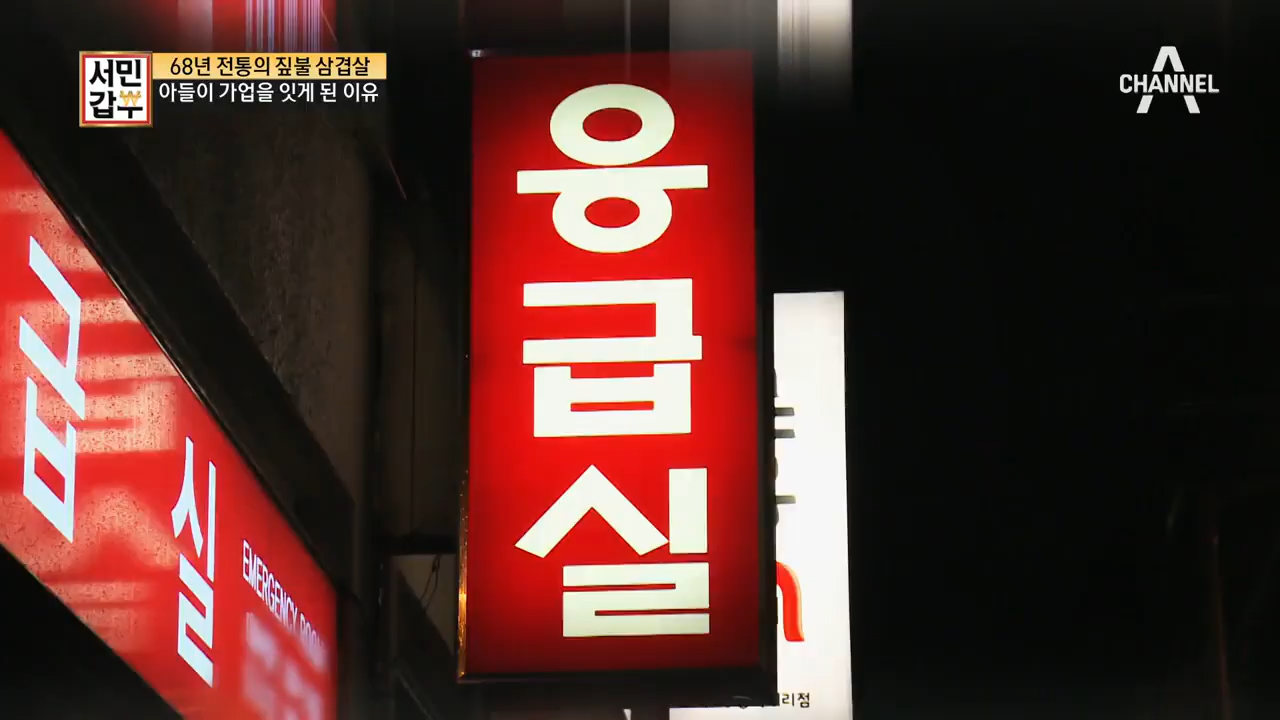 서민
갑부
68년 전통의 짚불 삼겹살
아들이 가업을 잇게 된 이유
CHANNEL A
응급실
급실
EMERGENCY ROOM